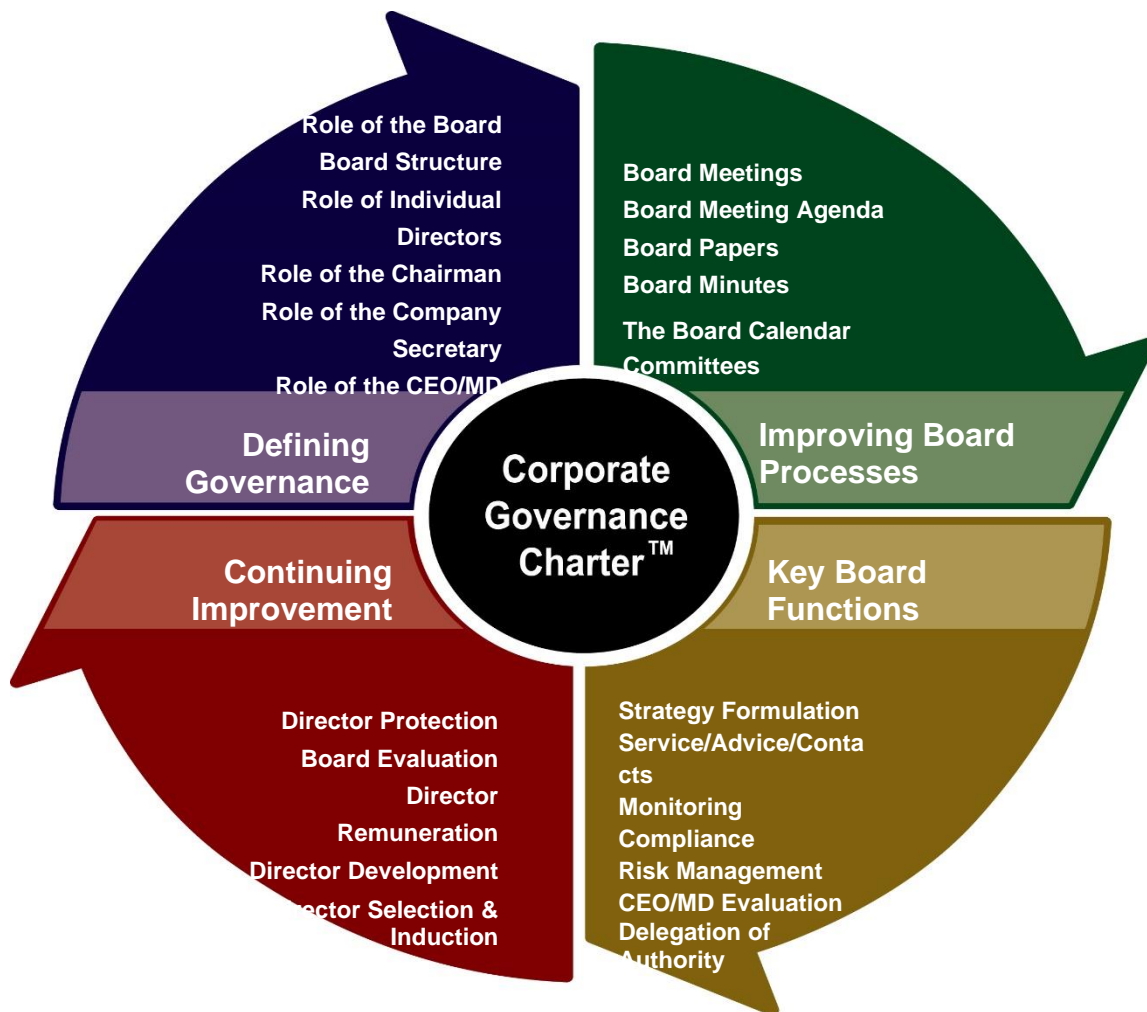 Role of the Board
Board Structure
Role of Individual
Directors
Role of the Chairman
Role of the Company
Secretary
Role of the CEO/MD
Defining
Governance
Board Meetings
Board Meeting Agenda
Board Papers
Board Minutes
The Board Calendar
Committees
Improving Board
Processes
Corporate
Governance
Charter™
Continuing
Improvement
Director Protection
Board Evaluation
Director
Remuneration
Director Development
Director Selection &
Induction
Key Board
Functions
Strategy Formulation
Service/Advice/Conta
cts
Monitoring
Compliance
Risk Management
CEO/MD Evaluation
Delegation of
Authority